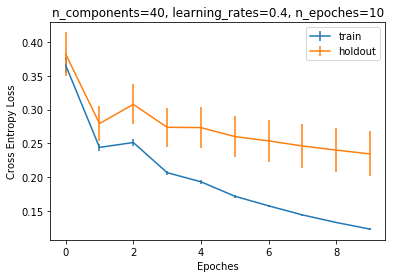 n_components=40, learning_rates=0.4, n_epoches=10
train
holdout
Cross Entropy Loss
0.40
0.35
0.30
0.25
0.20
0.15
0
2
4
6
8
Epoches